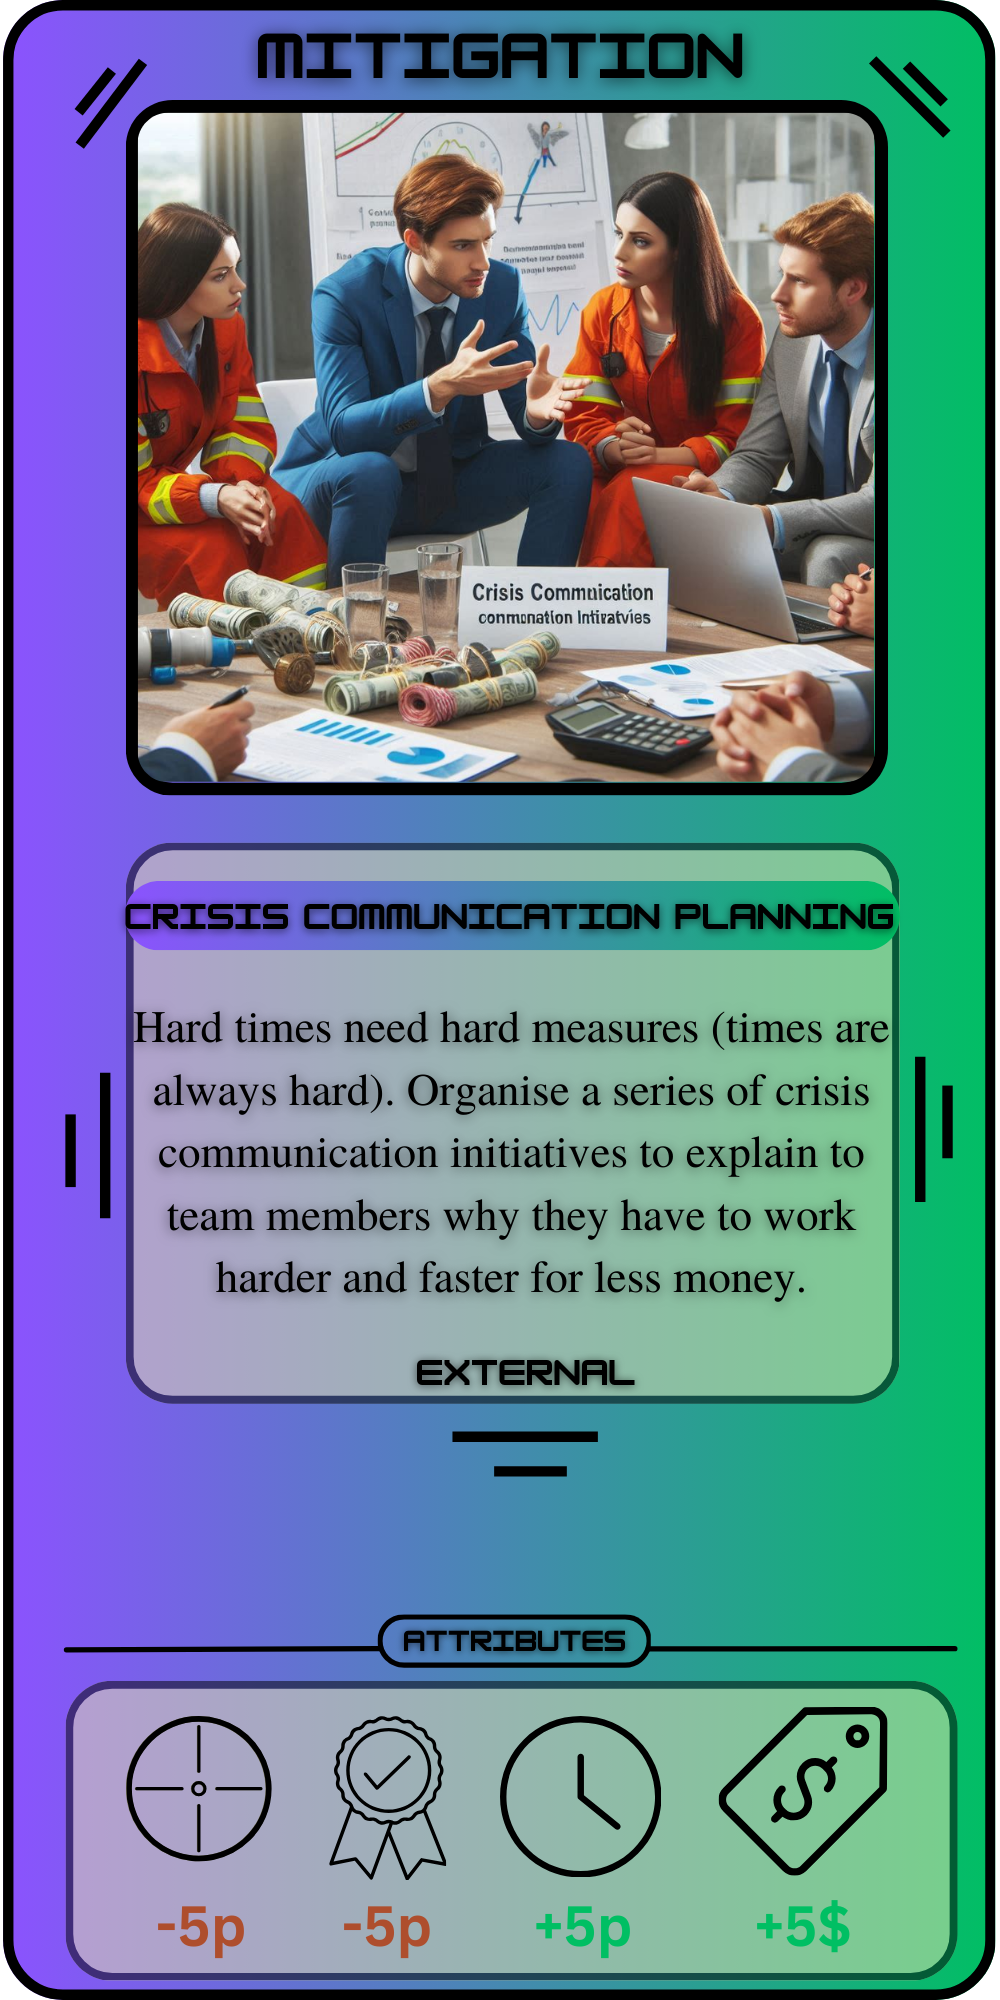 MITIGATION
Crisis Commuication
CRISIS COMMUNICATION PLANNING
Hard times need hard measures (times are
always hard). Organise a series of crisis
communication initiatives to explain to
team members why they have to work
harder and faster for less money.
EXTERNAL
ATTRIBUTES
-5p -5p +5p +5$